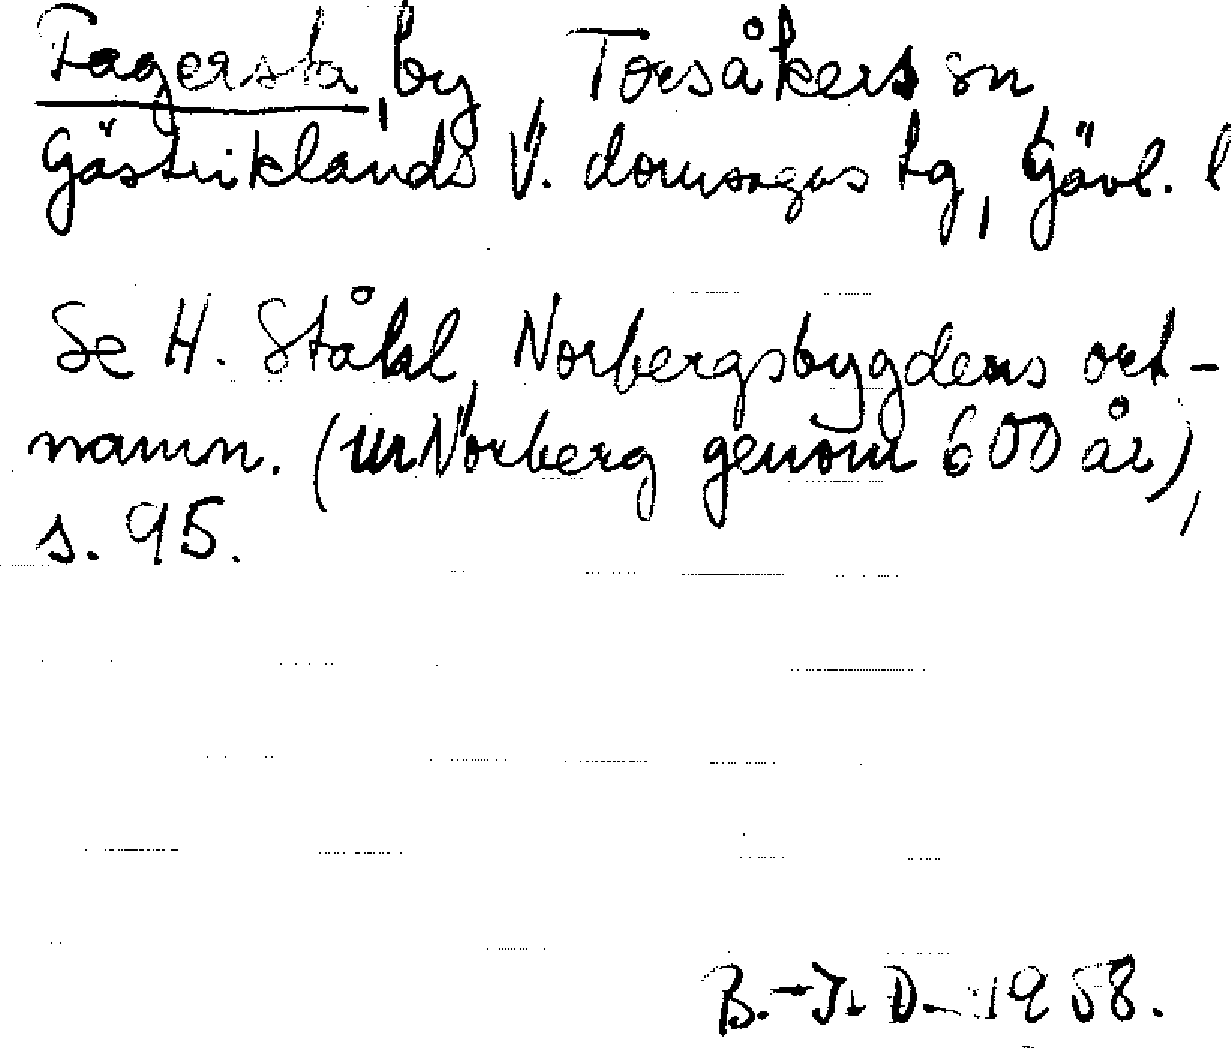 Fagersta, by, Torsåkers sn,
Gästriklands V. domsagas tg, Gävl. l
Se H. Ståhl, Norbergsbygdens ort-
namn. (ur Norberg genom 600 år),
s. 95.
B.-J. D. 1958.